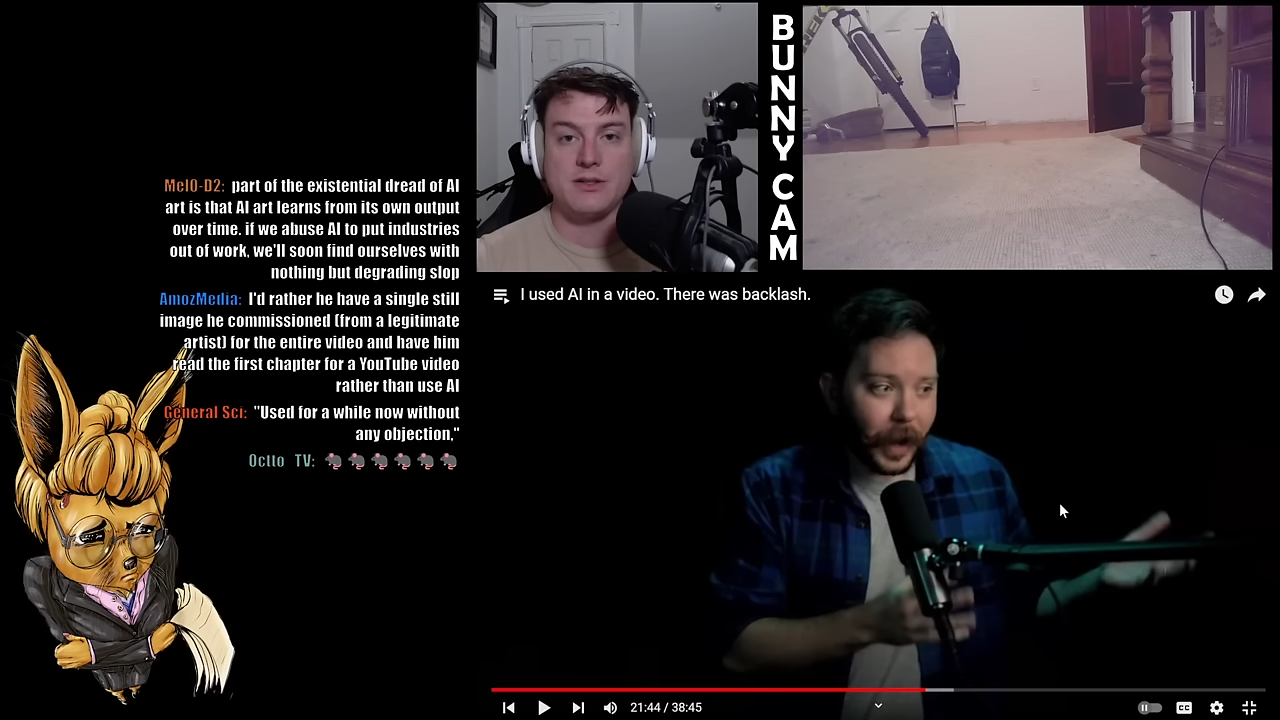 Mel0-D2: part of the existential dread of AI
art is that AI art learns from its own output
over time. if we abuse AI to put industries
out of work, we'll soon find ourselves with
nothing but degrading slop
AmozMedia: I'd rather he have a single still
image he commissioned (from a legitimate
artist) for the entire video and have him
read the first chapter for a YouTube video
rather than use AI
General Sci: "Used for a while now without
any objection,"
Octto TV:
BUNNY CAM
I used AI in a video. There was backlash.
21:44 / 38:45
CC